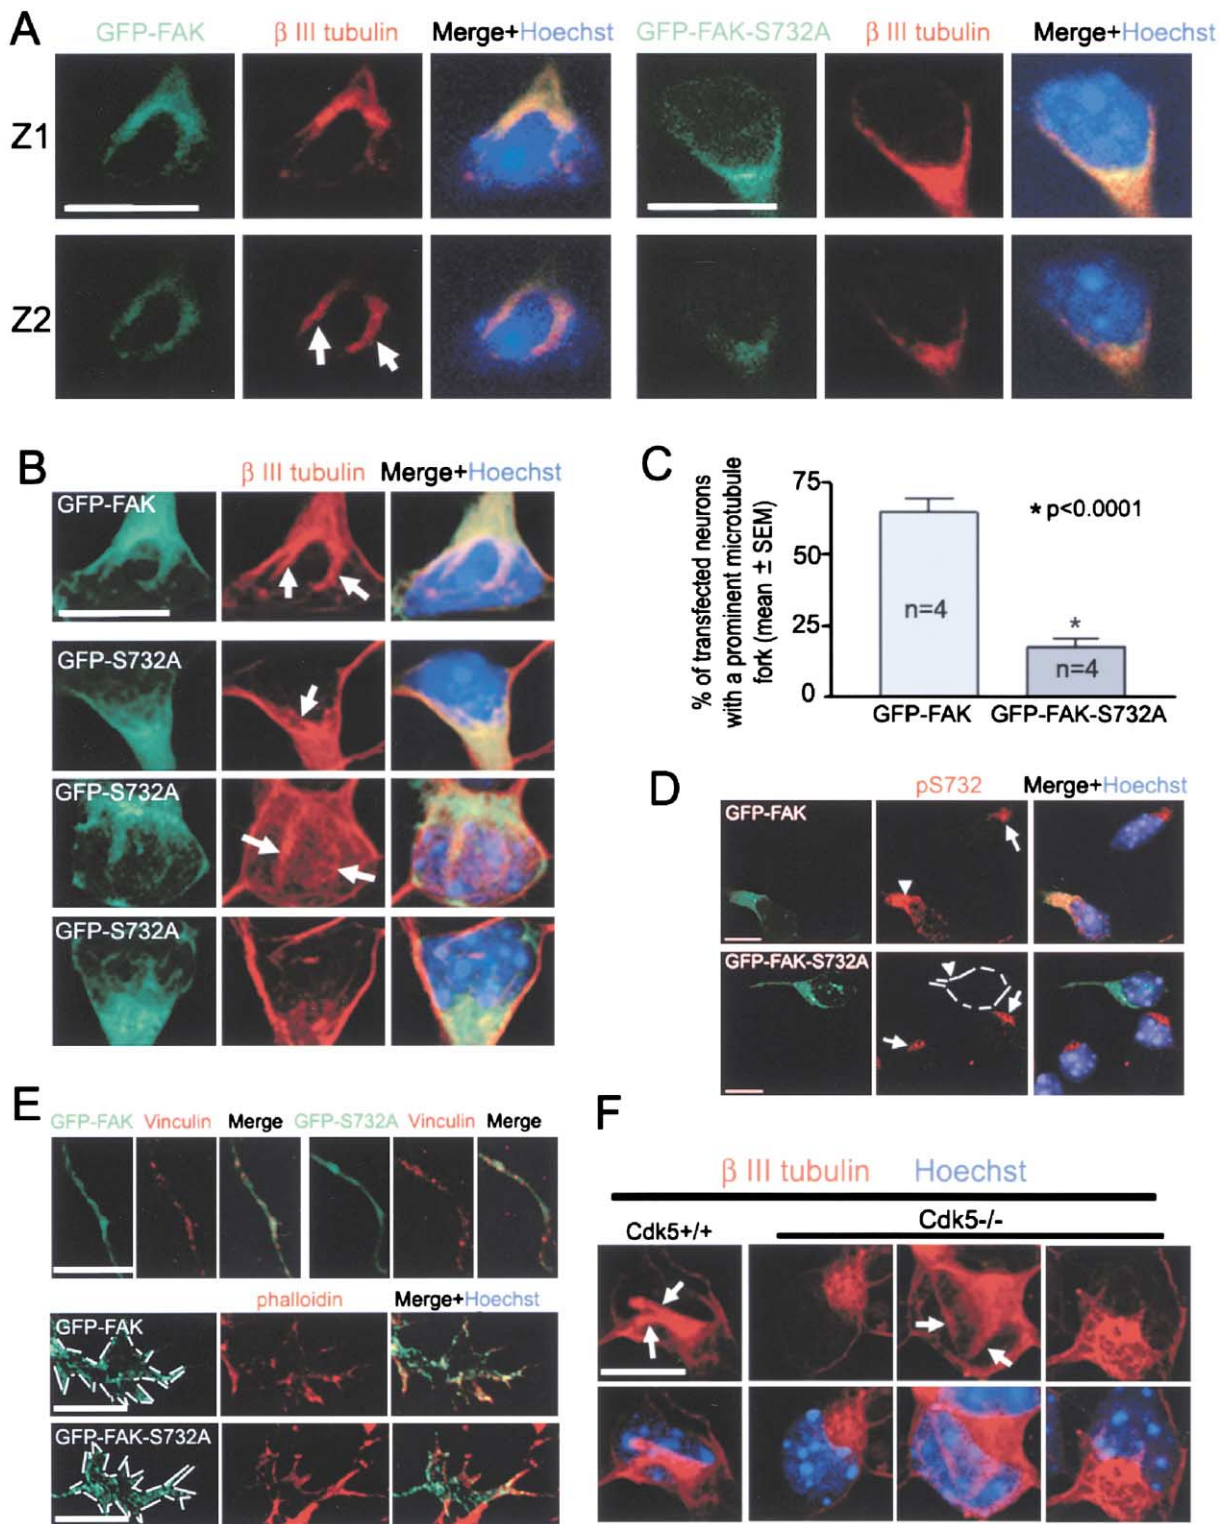 A
GFP-FAK β III tubulin Merge+Hoechst GFP-FAK-S732A β III tubulin Merge+Hoechst
Z1
Z2
B
β III tubulin Merge+Hoechst
GFP-FAK
GFP-S732A
GFP-S732A
GFP-S732A
C
% of transfected neurons
with a prominent microtubule
fork (mean ± SEM)
75
50
25
0
* p<0.0001
n=4
*
n=4
GFP-FAK GFP-FAK-S732A
D
pS732 Merge+Hoechst
GFP-FAK
GFP-FAK-S732A
E
GFP-FAK Vinculin Merge GFP-S732A Vinculin Merge
phalloidin Merge+Hoechst
GFP-FAK
GFP-FAK-S732A
F
β III tubulin Hoechst
Cdk5+/+ Cdk5-/-